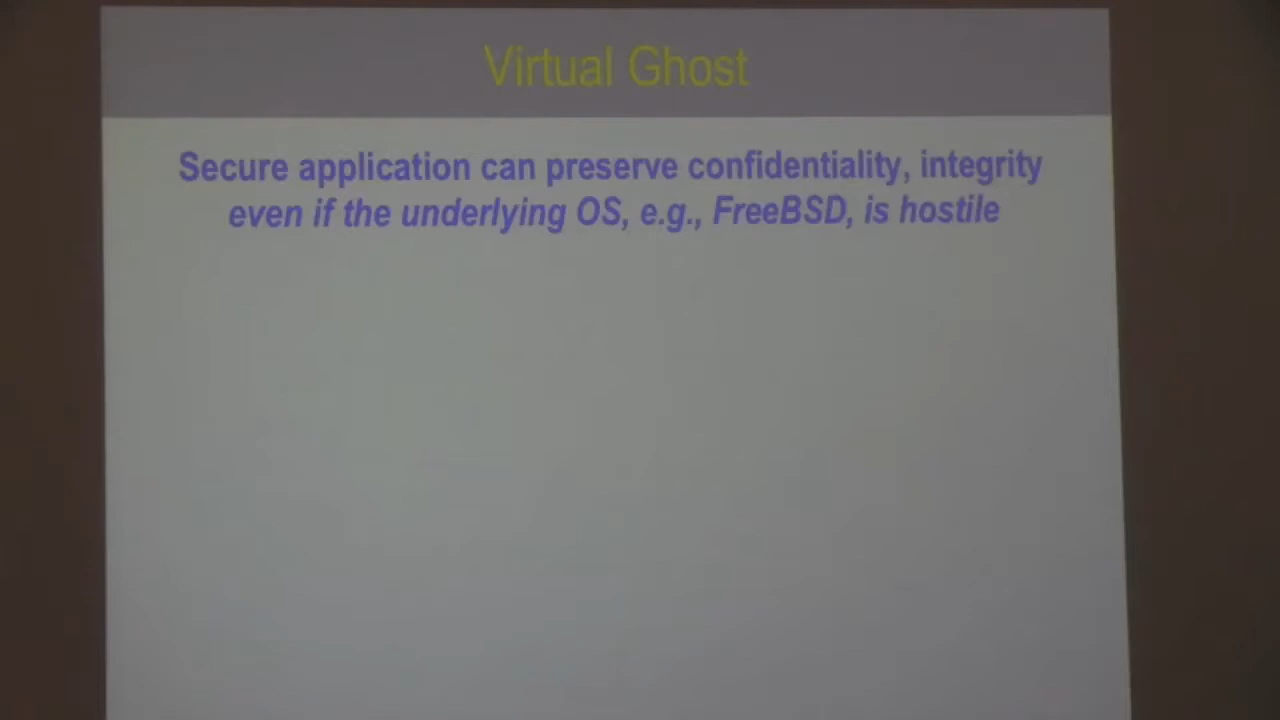 Virtual Ghost
Secure application can preserve confidentiality, integrity
even if the underlying OS, e.g., FreeBSD, is hostile